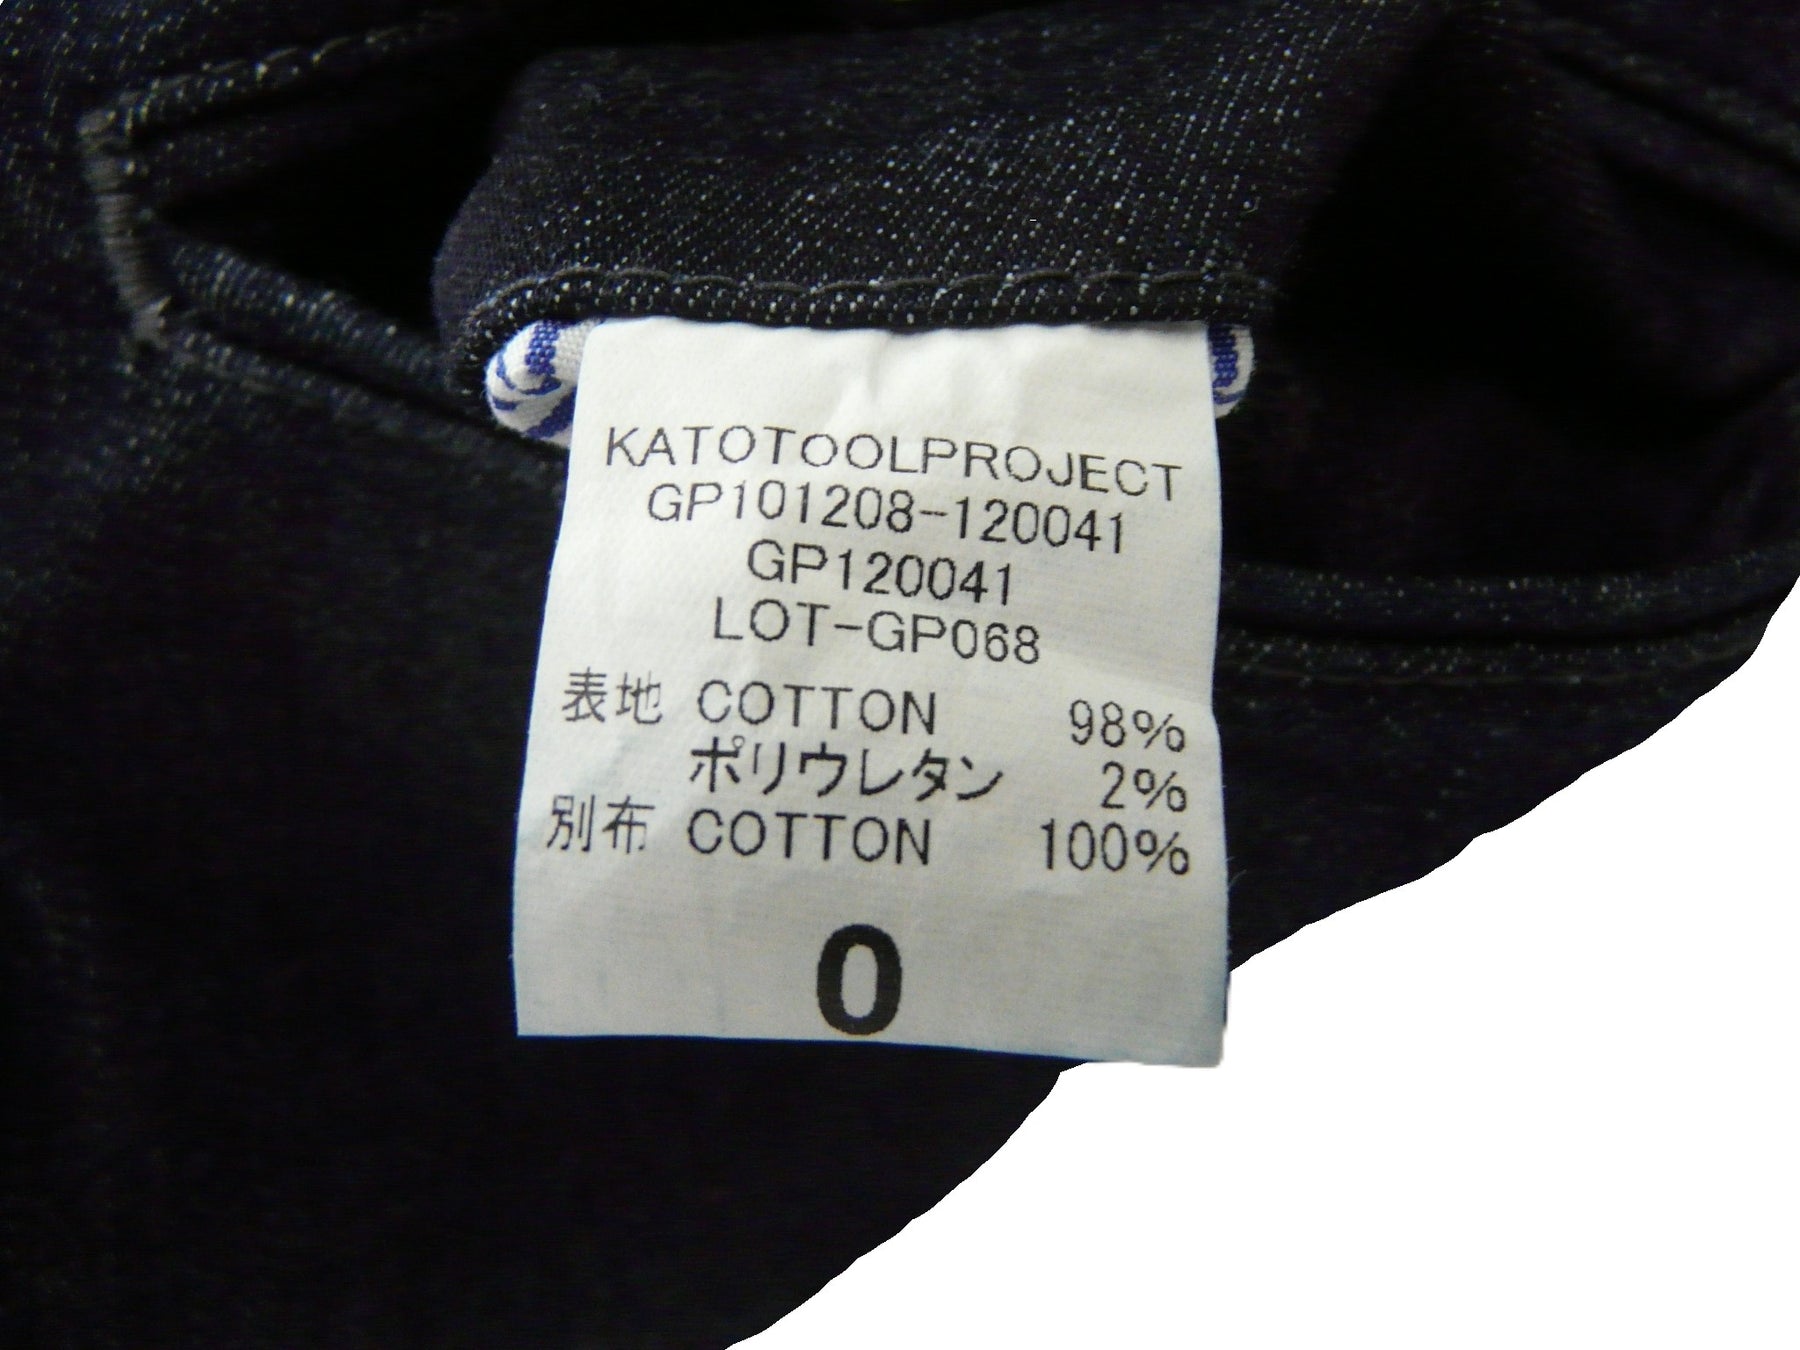 KATOTOOLPROJECT
GP101208-120041
GP120041
LOT-GP068
表地 COTTON 98%
ポリウレタン 2%
別布 COTTON 100%
0